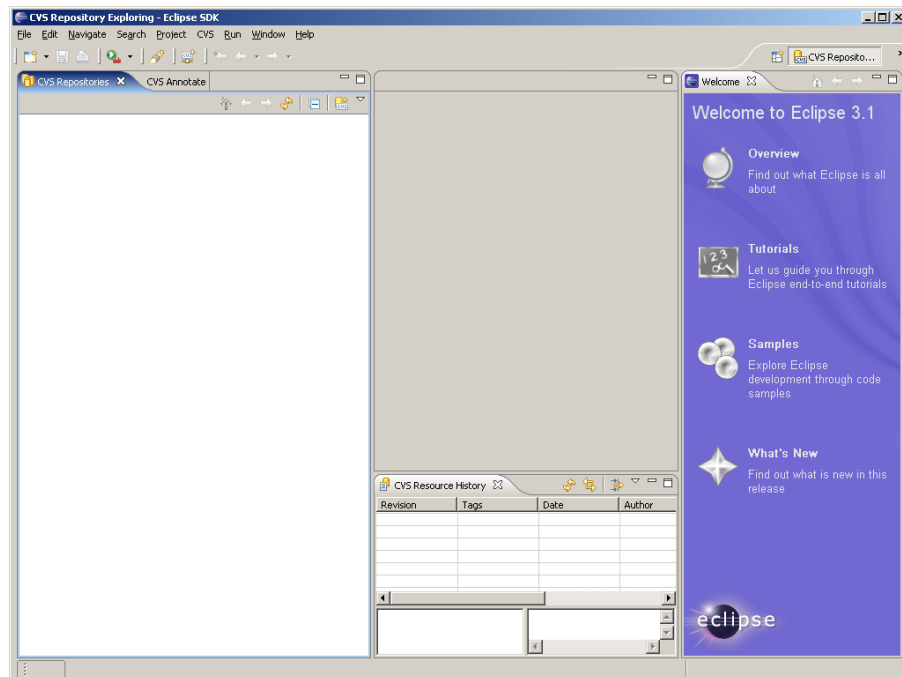 CVS Repository Exploring - Eclipse SDK
File Edit Navigate Search Project CVS Run Window Help
CVS Reposito...
CVS Repositories CVS Annotate
Welcome
Welcome to Eclipse 3.1
Overview
Find out what Eclipse is all
about
Tutorials
Let us guide you through
Eclipse end-to-end tutorials
Samples
Explore Eclipse
development through code
samples
What's New
Find out what is new in this
release
CVS Resource History
Revision Tags Date Author
eclipse